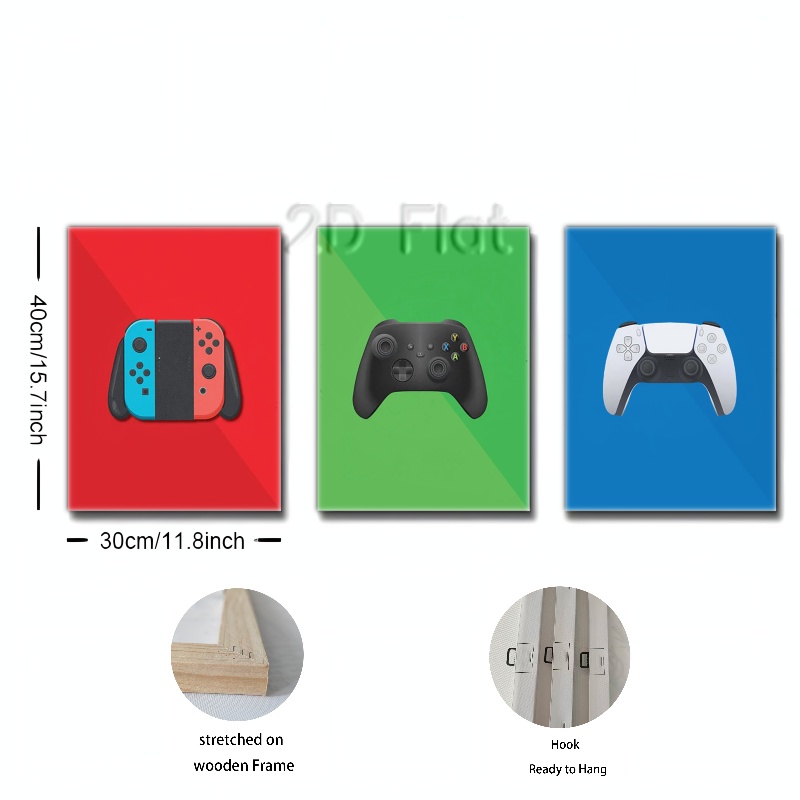 2D Flat
40cm/15.7inch
Y
X
B
A
30cm/11.8inch
stretched on
wooden Frame
Hook
Ready to Hang